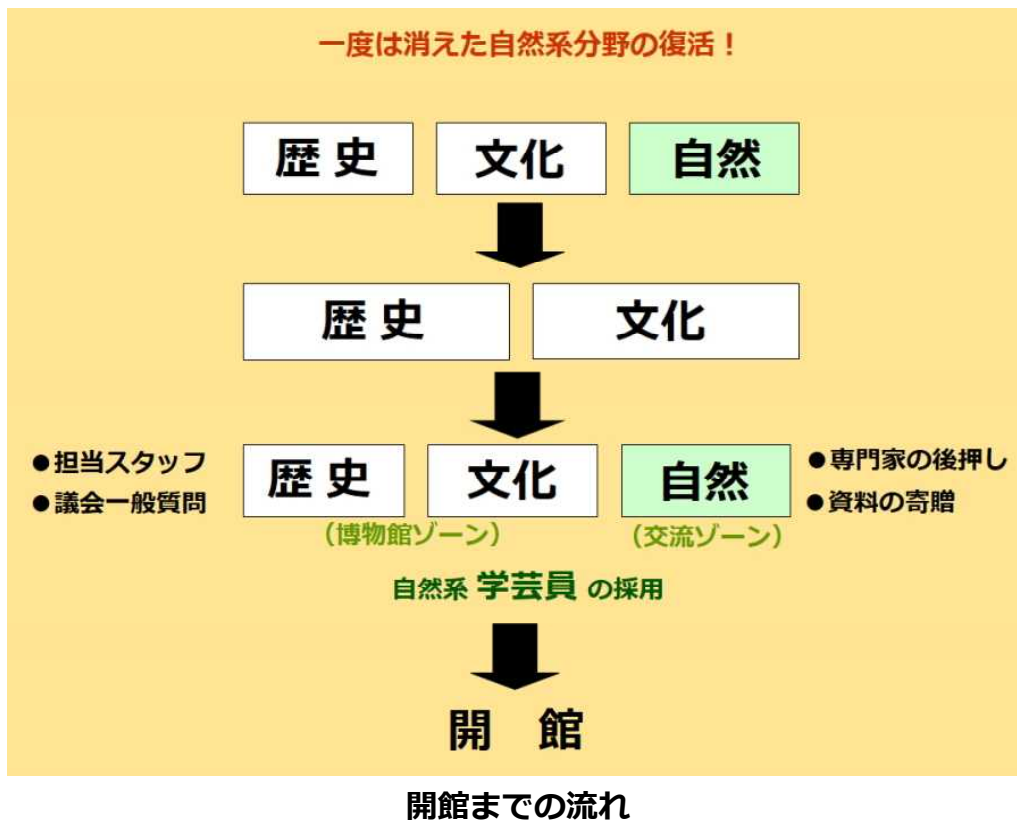 一度は消えた自然系分野の復活！
歴 史 文化 自然
歴 史 文化
●担当スタッフ
●議会一般質問
歴 史 文化 自然
●専門家の後押し
●資料の寄贈
（博物館ゾーン） （交流ゾーン）
自然系 学芸員 の採用
開 館
開館までの流れ